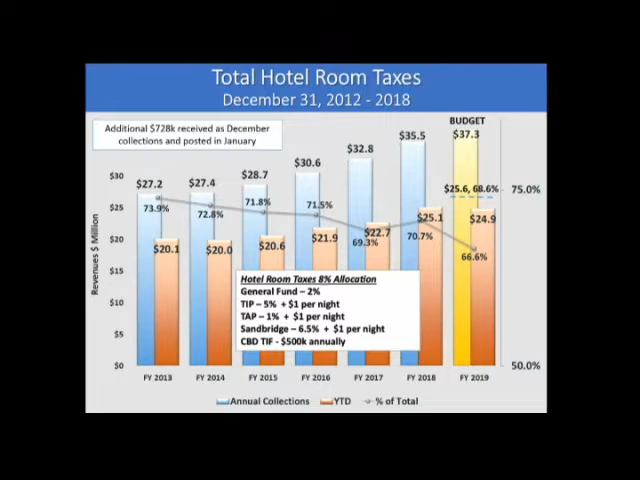 Total Hotel Room Taxes
December 31, 2012 - 2018
Additional $728k received as December
collections and posted in January
BUDGET
$37.3
$35.5
$32.8
$30.6
$28.7
$27.4
$27.2
$30
$25
$20
$15
$10
$5
$0
Revenues $ Million
73.9%
72.8%
71.8%
71.5%
69.3%
70.7%
66.6%
$25.6, 68.6%
75.0%
50.0%
$20.1
$20.0
$20.6
$21.9
$22.7
$25.1
$24.9
Hotel Room Taxes 8% Allocation
General Fund – 2%
TIP – 5% + $1 per night
TAP – 1% + $1 per night
Sandbridge – 6.5% + $1 per night
CBD TIF - $500k annually
FY 2013 FY 2014 FY 2015 FY 2016 FY 2017 FY 2018 FY 2019
Annual Collections YTD % of Total